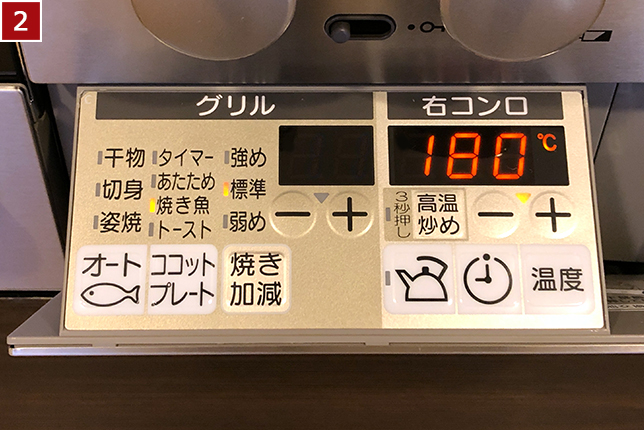 2
グリル
右コンロ
干物 タイマー 強め
切身 あたため 標準
焼き魚
姿焼 トースト 弱め
180℃
− +
3秒押し
高温
炒め
− +
オート
ココット
プレート
焼き
加減
温度